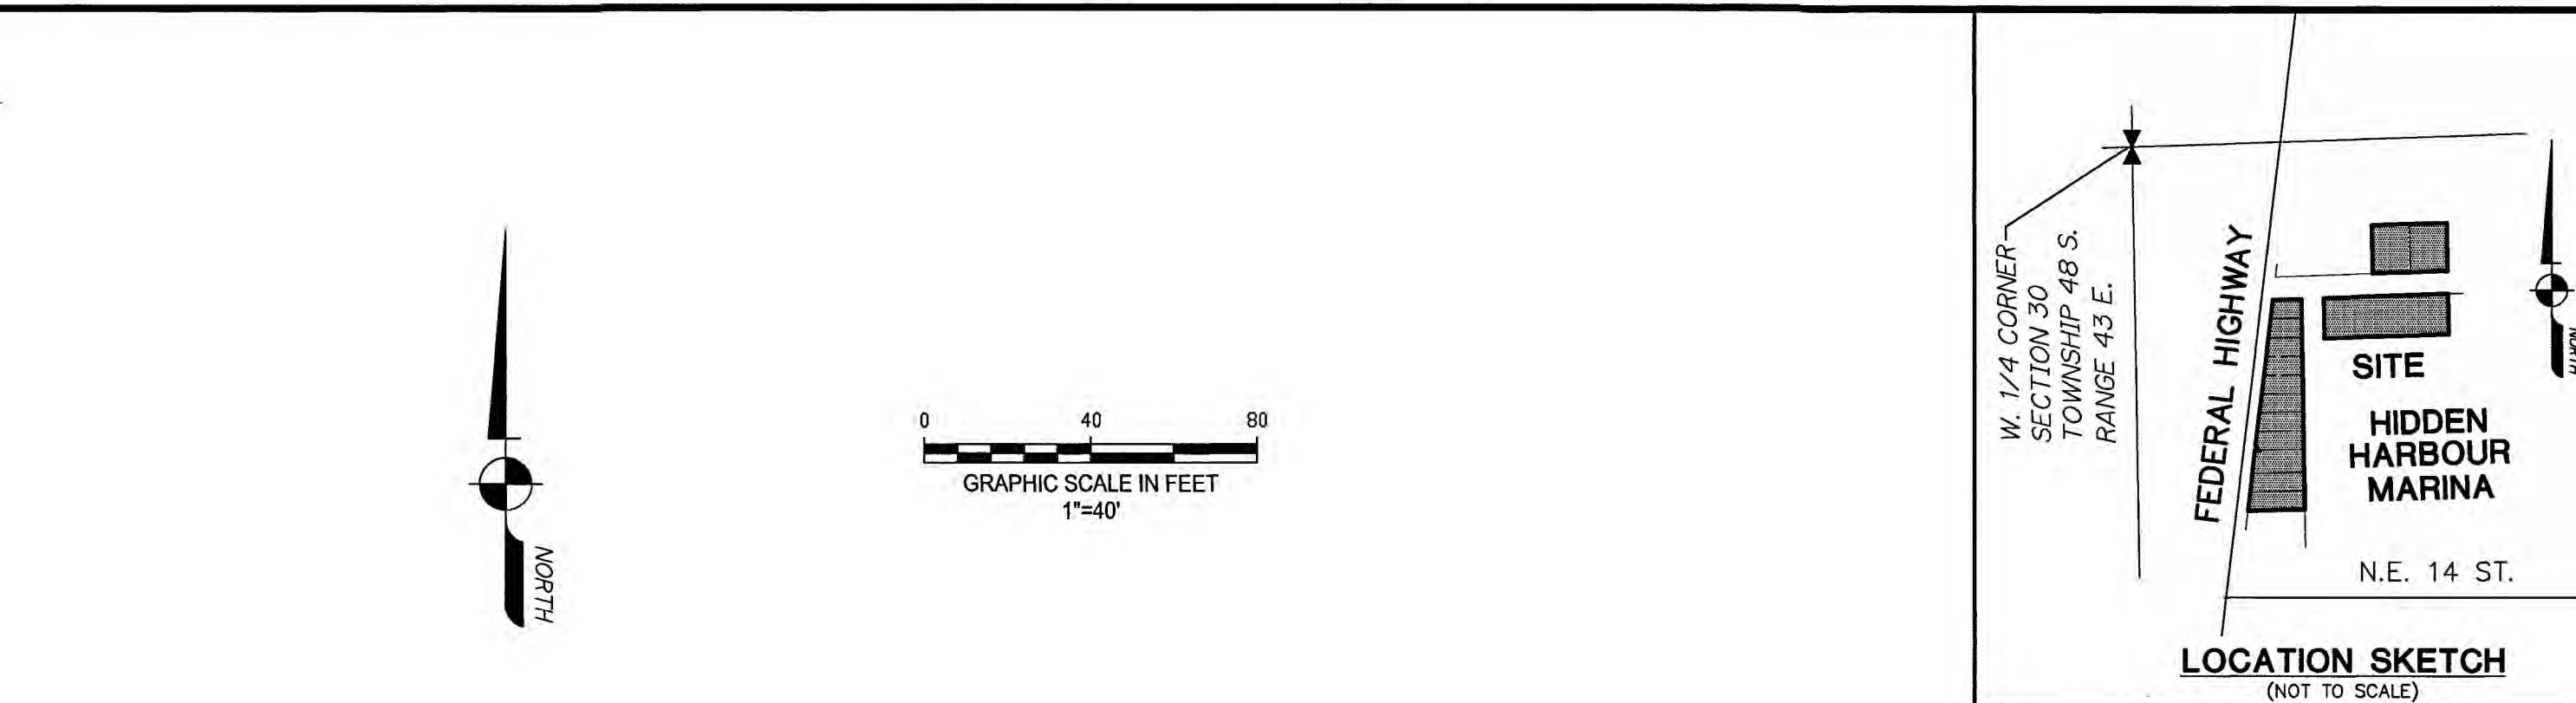 NORTH
0 40 80
GRAPHIC SCALE IN FEET
1"=40'
W. 1/4 CORNER
SECTION 30
TOWNSHIP 48 S.
RANGE 43 E.
FEDERAL HIGHWAY
SITE
HIDDEN
HARBOUR
MARINA
NORTH
N.E. 14 ST.
LOCATION SKETCH
(NOT TO SCALE)